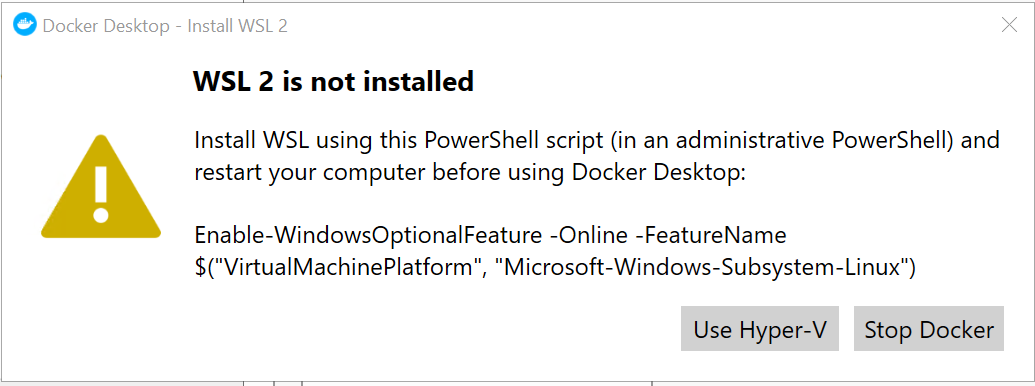 Docker Desktop - Install WSL 2
WSL 2 is not installed
Install WSL using this PowerShell script (in an administrative PowerShell) and
restart your computer before using Docker Desktop:
Enable-WindowsOptionalFeature -Online -FeatureName
$("VirtualMachinePlatform", "Microsoft-Windows-Subsystem-Linux")
Use Hyper-V
Stop Docker